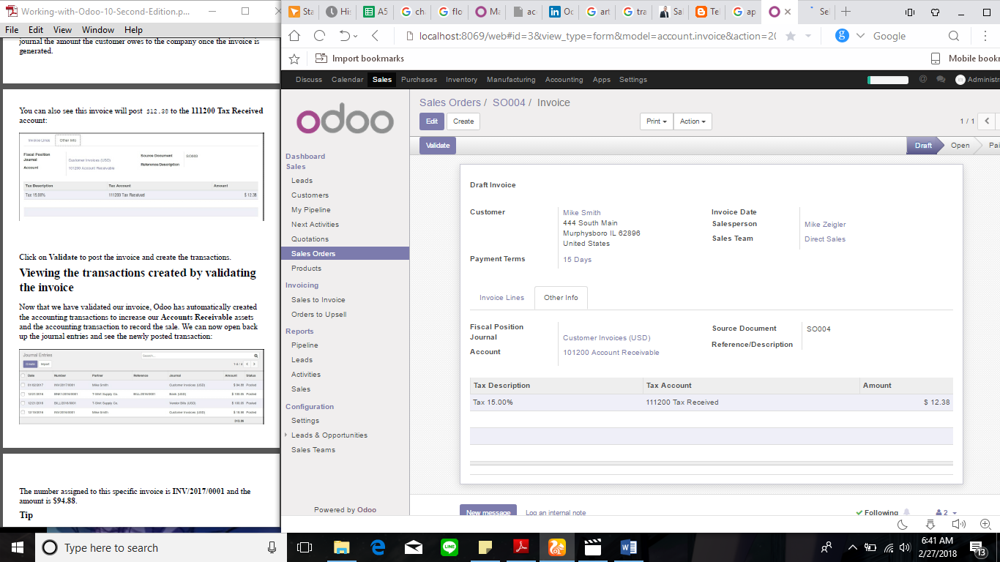 Working-with-Odoo-10-Second-Edition.p...
File Edit View Window Help
journal the amount the customer owes to the company once the invoice is
generated.
You can also see this invoice will post $12.38 to the 111200 Tax Received
account:
Invoice Lines Other Info
Fiscal Position
Journal Customer Invoices (USD)
Account 101200 Account Receivable
Source Document SO003
Reference/Description
Tax Description Tax Account Amount
Tax 15.00% 111200 Tax Received $ 12.38
Click on Validate to post the invoice and create the transactions.
Viewing the transactions created by validating
the invoice
Now that we have validated our invoice, Odoo has automatically created
the accounting transactions to increase our Accounts Receivable assets
and the accounting transaction to record the sale. We can now open back
up the journal entries and see the newly posted transaction:
Journal Entries Search...
Create Import 1-4 / 4
Date Number Partner Reference Journal Amount Status
01/02/2017 INV/2017/0001 Mike Smith Customer Invoices (USD) $ 94.88 Posted
12/21/2016 BNK1/2016/0001 T-Shirt Supply Co. BILL/2016/0001 Bank (USD) Posted
12/21/2016 BILL/2016/0001 T-Shirt Supply Co. Vendor Bills (USD) Posted
12/19/2016 INV/2016/0001 Mike Smith Customer Invoices (USD) Posted
The number assigned to this specific invoice is INV/2017/0001 and the
amount is $94.88.
Tip
Sta Hi A5 ch flo Ma ac Oc art tra Sal Te ap Se
localhost:8069/web#id=3&view_type=form&model=account.invoice&action=20
Google
Import bookmarks
Mobile bookr
Discuss Calendar Sales Purchases Inventory Manufacturing Accounting Apps Settings
Administr
odoo
Dashboard
Sales
Leads
Customers
My Pipeline
Next Activities
Quotations
Sales Orders
Products
Invoicing
Sales to Invoice
Orders to Upsell
Reports
Pipeline
Leads
Activities
Sales
Configuration
Settings
Leads & Opportunities
Sales Teams
Powered by Odoo
Sales Orders / SO004 / Invoice
Edit Create Print Action 1 / 1
Validate Draft Open Pai
Draft Invoice
Customer Mike Smith
444 South Main
Murphysboro IL 62896
United States
Payment Terms 15 Days
Invoice Date
Salesperson Mike Zeigler
Sales Team Direct Sales
Invoice Lines Other Info
Fiscal Position
Journal Customer Invoices (USD)
Account 101200 Account Receivable
Source Document SO004
Reference/Description
Tax Description Tax Account Amount
Tax 15.00% 111200 Tax Received $ 12.38
New message Log an internal note Following 2
Type here to search
LINE
6:41 AM
2/27/2018
13